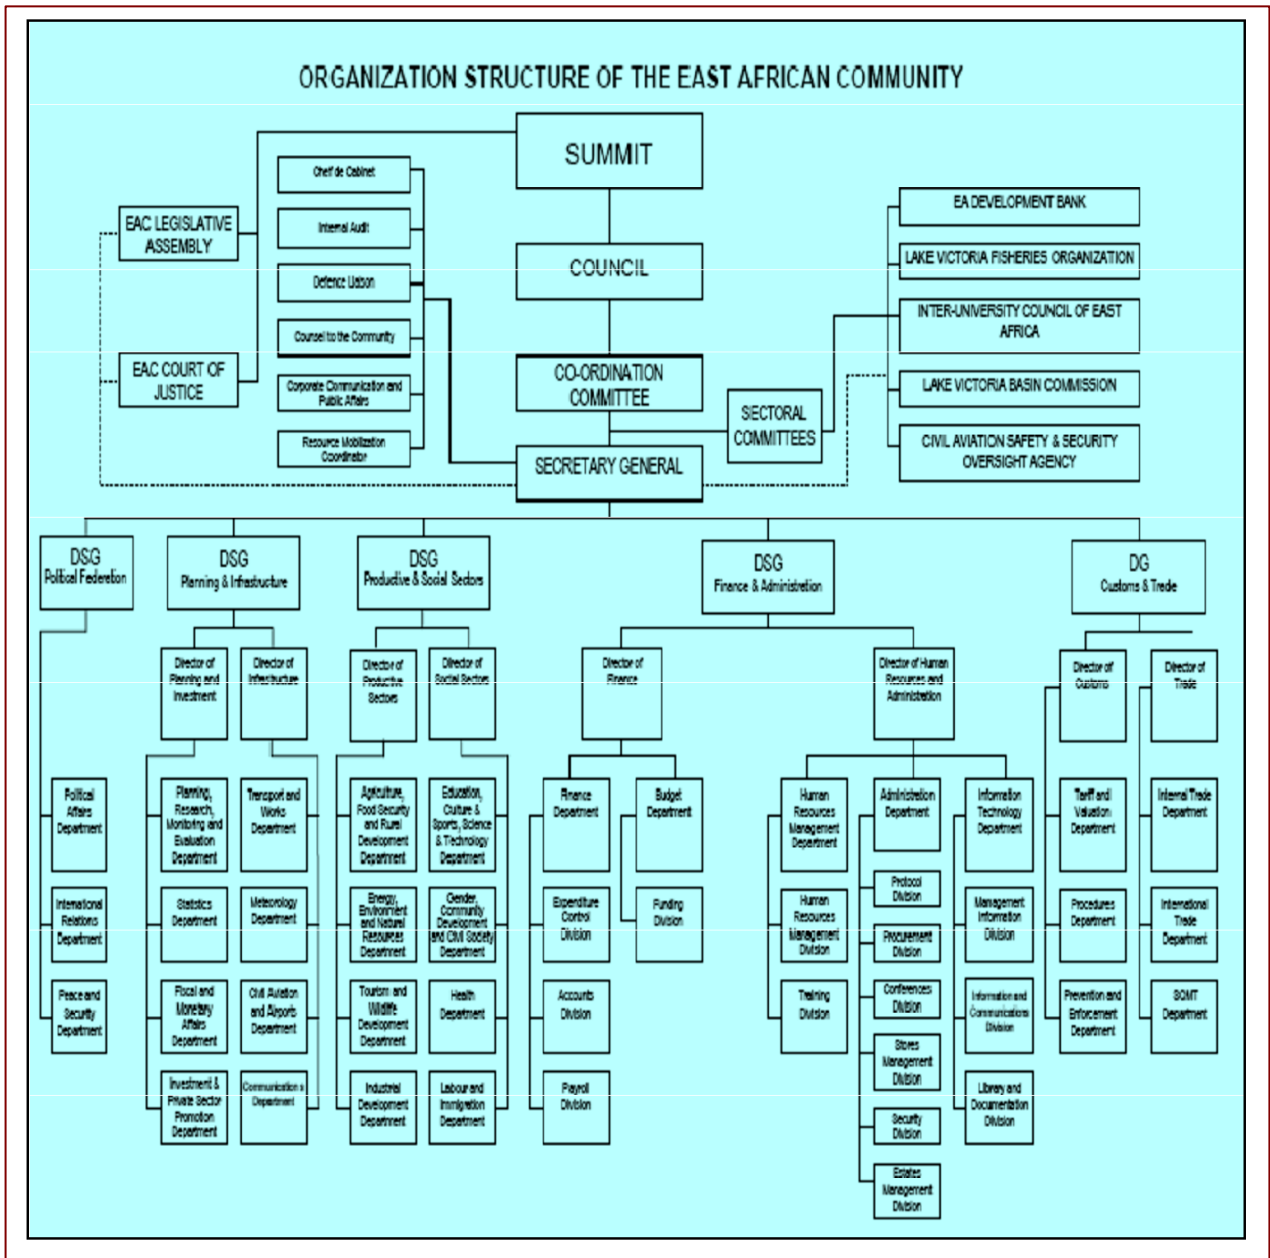 ORGANIZATION STRUCTURE OF THE EAST AFRICAN COMMUNITY
SUMMIT
COUNCIL
CO-ORDINATION
COMMITTEE
SECRETARY GENERAL
SECTORAL
COMMITTEES
EAC LEGISLATIVE
ASSEMBLY
EAC COURT OF
JUSTICE
Cheif de Cabinet
Internal Audit
Defence Liaison
Counsel to the Community
Corporate Communication and
Public Affairs
Resource Mobilization
Coordinator
EA DEVELOPMENT BANK
LAKE VICTORIA FISHERIES ORGANIZATION
INTER-UNIVERSITY COUNCIL OF EAST
AFRICA
LAKE VICTORIA BASIN COMMISSION
CIVIL AVIATION SAFETY & SECURITY
OVERSIGHT AGENCY
DSG
Political Federation
DSG
Planning & Infrastructure
DSG
Productive & Social Sectors
DSG
Finance & Administration
DG
Customs & Trade
Director of
Planning and
Investment
Director of
Infrastructure
Director of
Productive
Sectors
Director of
Social Sectors
Director of
Finance
Director of Human
Resources and
Administration
Director of
Customs
Director of
Trade
Political
Affairs
Department
International
Relations
Department
Peace and
Security
Department
Planning,
Research,
Monitoring and
Evaluation
Department
Statistics
Department
Fiscal and
Monetary
Affairs
Department
Investment &
Private Sector
Promotion
Department
Transport and
Works
Department
Meteorology
Department
Civil Aviation
and Airports
Department
Communications
Department
Agriculture,
Food Security
and Rural
Development
Department
Energy,
Environment
and Natural
Resources
Department
Tourism and
Wildlife
Development
Department
Industrial
Development
Department
Education,
Culture &
Sports, Science
& Technology
Department
Gender,
Community
Development
and Civil Society
Department
Health
Department
Labour and
Immigration
Department
Finance
Department
Expenditure
Control
Division
Accounts
Division
Payroll
Division
Budget
Department
Funding
Division
Human
Resources
Management
Department
Human
Resources
Management
Division
Training
Division
Administration
Department
Protocol
Division
Procurement
Division
Conferences
Division
Stores
Management
Division
Security
Division
Estates
Management
Division
Information
Technology
Department
Management
Information
Division
Information and
Communications
Division
Library and
Documentation
Division
Tariff and
Valuation
Department
Procedures
Department
Prevention and
Enforcement
Department
Internal Trade
Department
International
Trade
Department
SQMT
Department